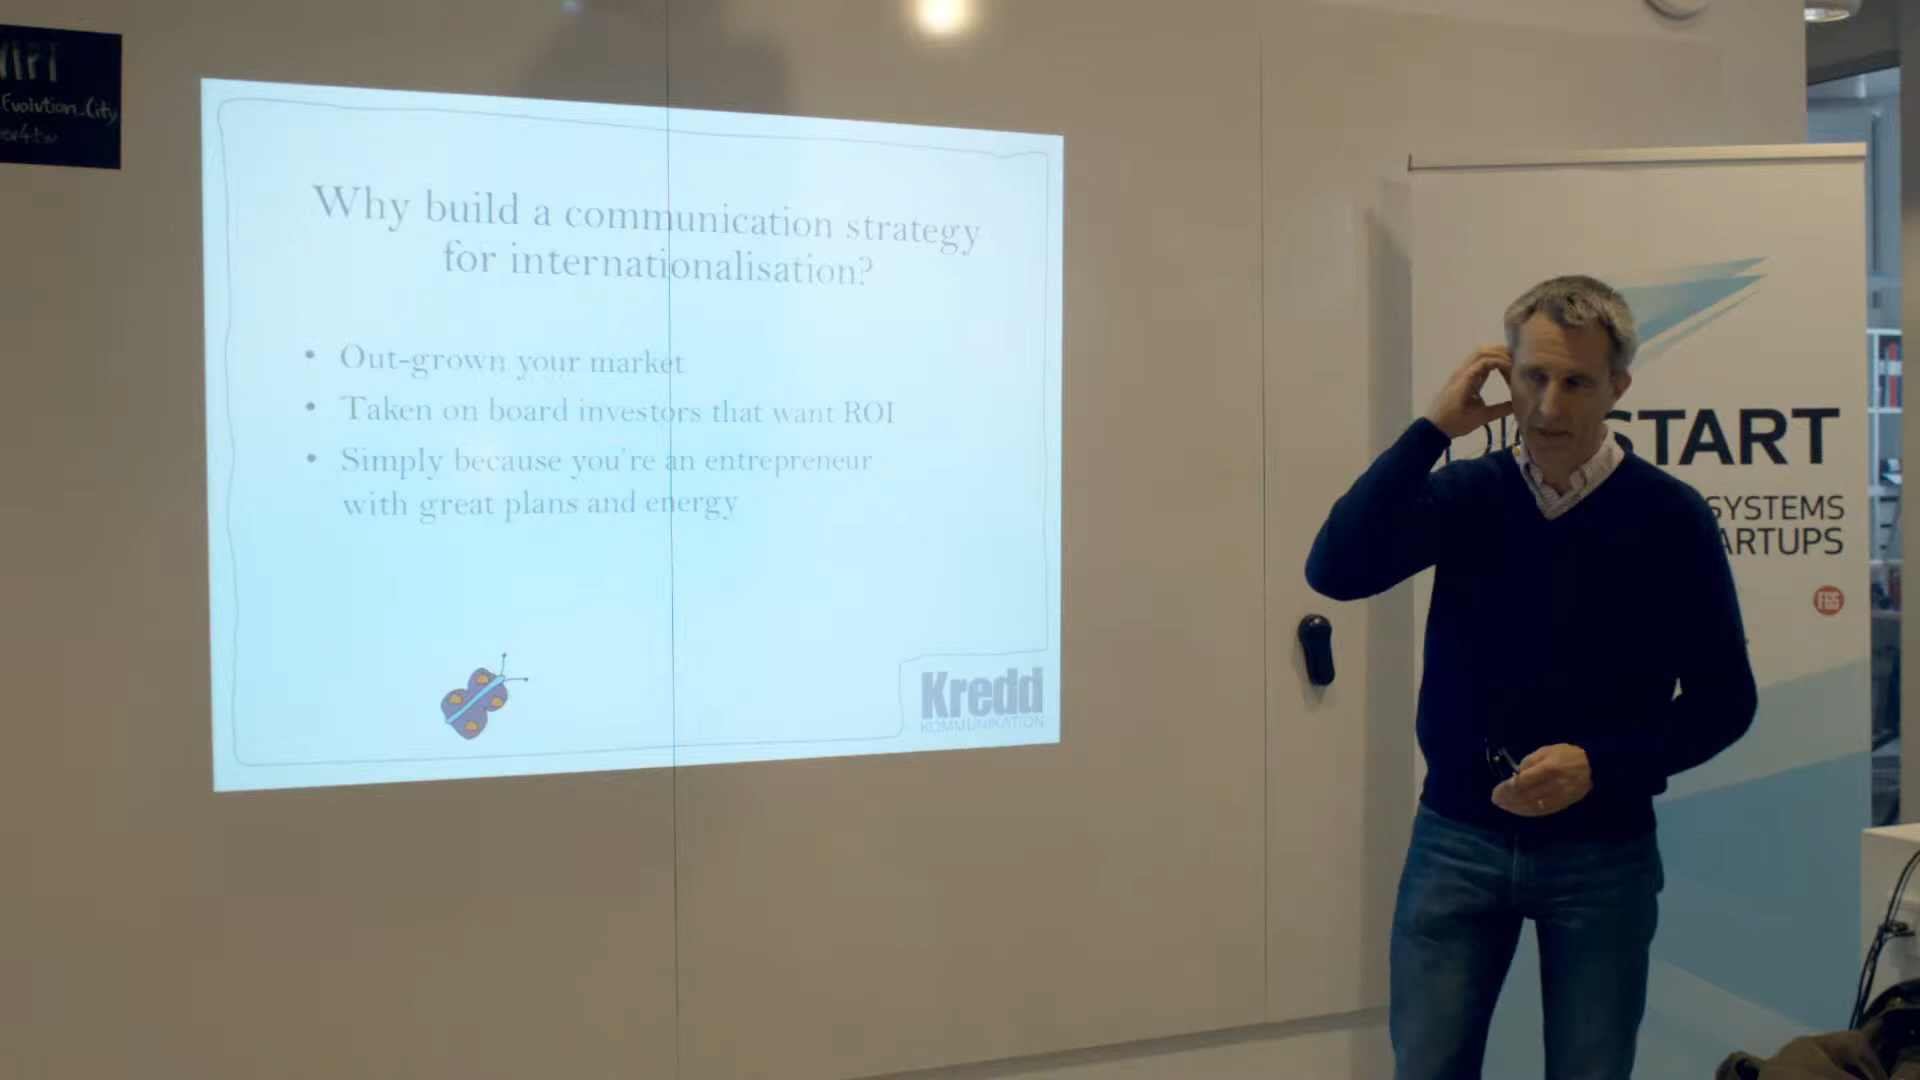 Evolution_City
Why build a communication strategy
for internationalisation?
• Out-grown your market
• Taken on board investors that want ROI
• Simply because you're an entrepreneur
with great plans and energy
Kredd
KOMMUNIKATION
START
SYSTEMS
ARTUPS